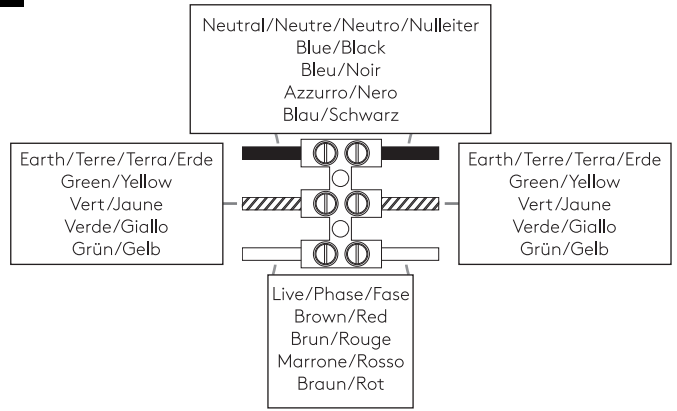 Neutral/Neutre/Neutro/Nulleiter
Blue/Black
Bleu/Noir
Azzurro/Nero
Blau/Schwarz
Earth/Terre/Terra/Erde
Green/Yellow
Vert/Jaune
Verde/Giallo
Grün/Gelb
Earth/Terre/Terra/Erde
Green/Yellow
Vert/Jaune
Verde/Giallo
Grün/Gelb
Live/Phase/Fase
Brown/Red
Brun/Rouge
Marrone/Rosso
Braun/Rot